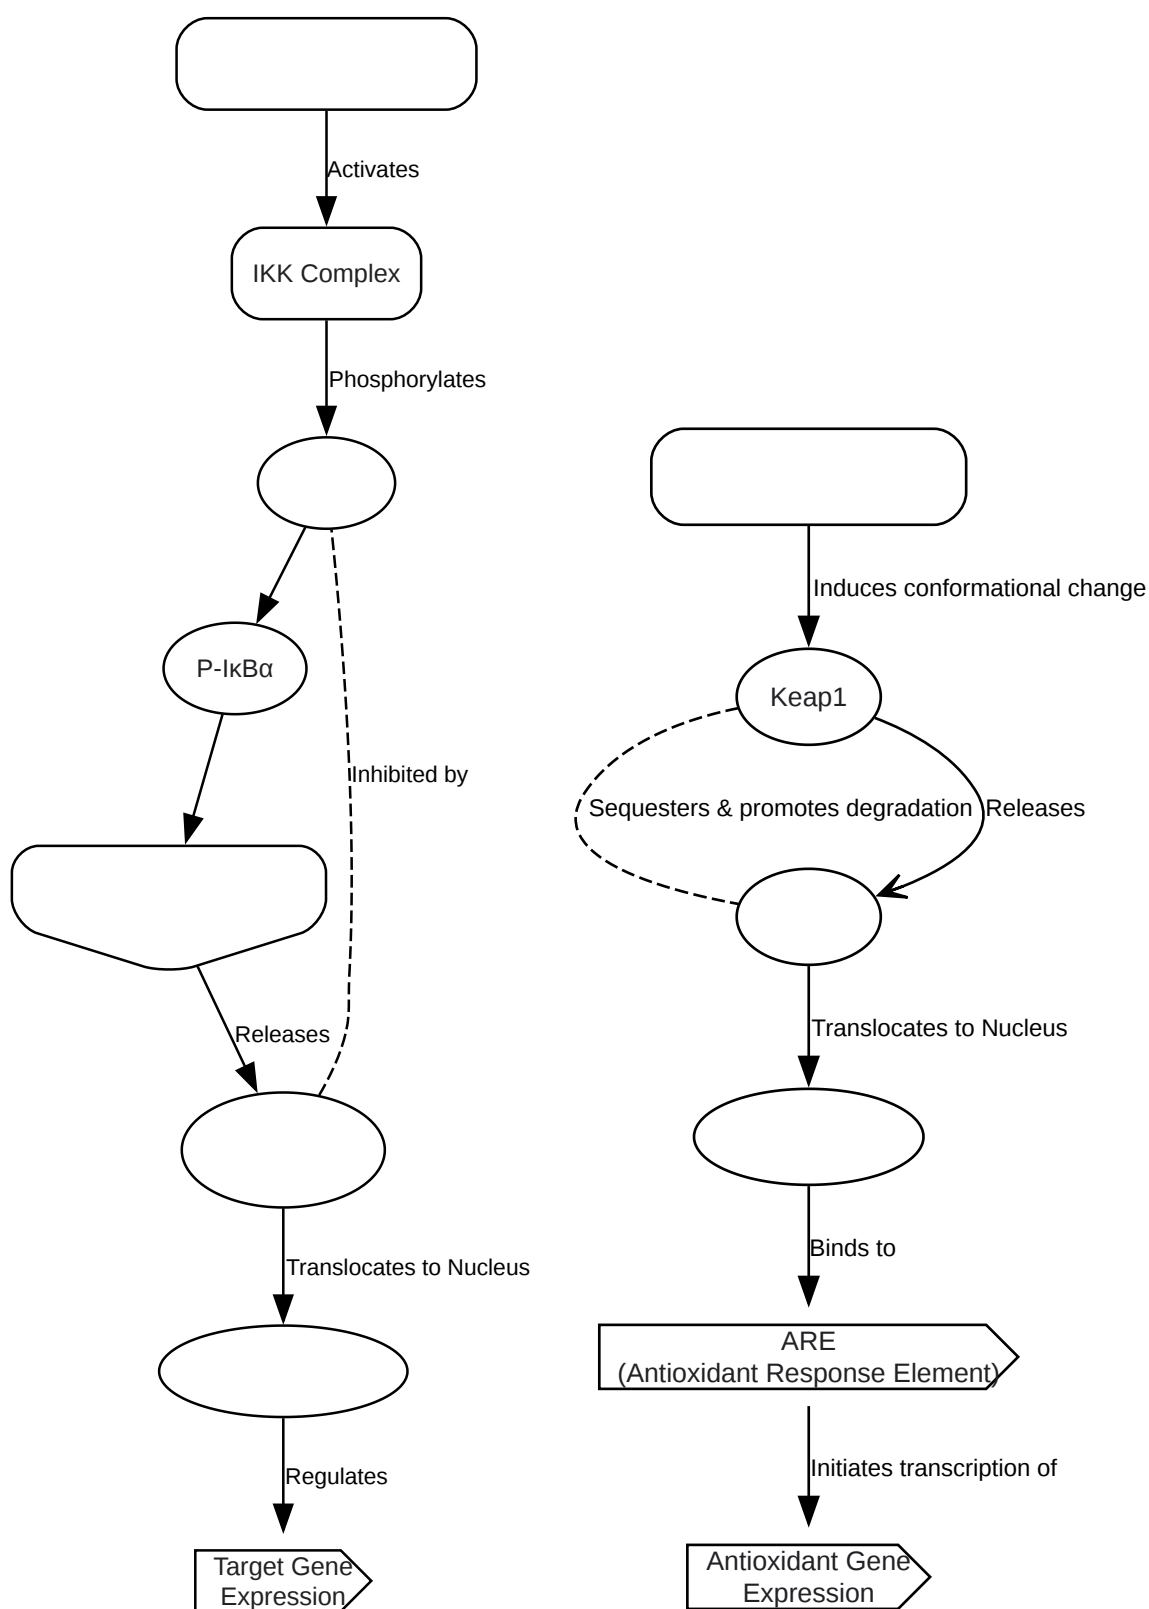 Activates
IKK Complex
Phosphorylates
P-IκBα
Inhibited by
Releases
Translocates to Nucleus
Regulates
Target Gene
Expression
Induces conformational change
Keap1
Sequesters & promotes degradation
Releases
Translocates to Nucleus
Binds to
ARE
(Antioxidant Response Element)
Initiates transcription of
Antioxidant Gene
Expression